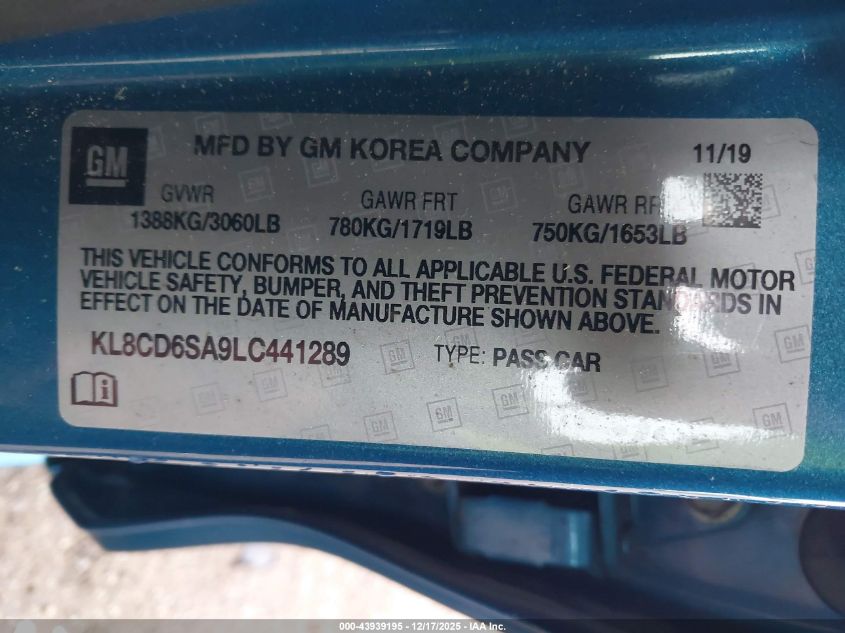 GM MFD BY GM KOREA COMPANY 11/19
GVWR GAWR FRT GAWR RR
1388KG/3060LB 780KG/1719LB 750KG/1653LB
THIS VEHICLE CONFORMS TO ALL APPLICABLE U.S. FEDERAL MOTOR
VEHICLE SAFETY, BUMPER, AND THEFT PREVENTION STANDARDS IN
EFFECT ON THE DATE OF MANUFACTURE SHOWN ABOVE.
KL8CD6SA9LC441289 TYPE: PASS CAR
000-43939195 - 12/17/2025 - IAA, Inc.